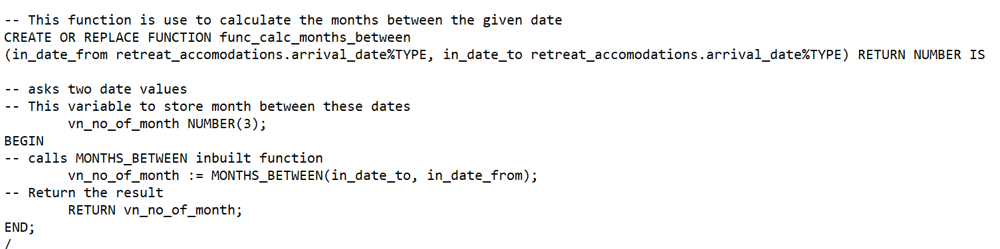 -- This function is use to calculate the months between the given date
CREATE OR REPLACE FUNCTION func_calc_months_between
(in_date_from retreat_accomodations.arrival_date%TYPE, in_date_to retreat_accomodations.arrival_date%TYPE) RETURN NUMBER IS
-- asks two date values
-- This variable to store month between these dates
vn_no_of_month NUMBER(3);
BEGIN
-- calls MONTHS_BETWEEN inbuilt function
vn_no_of_month := MONTHS_BETWEEN(in_date_to, in_date_from);
-- Return the result
RETURN vn_no_of_month;
END;
/